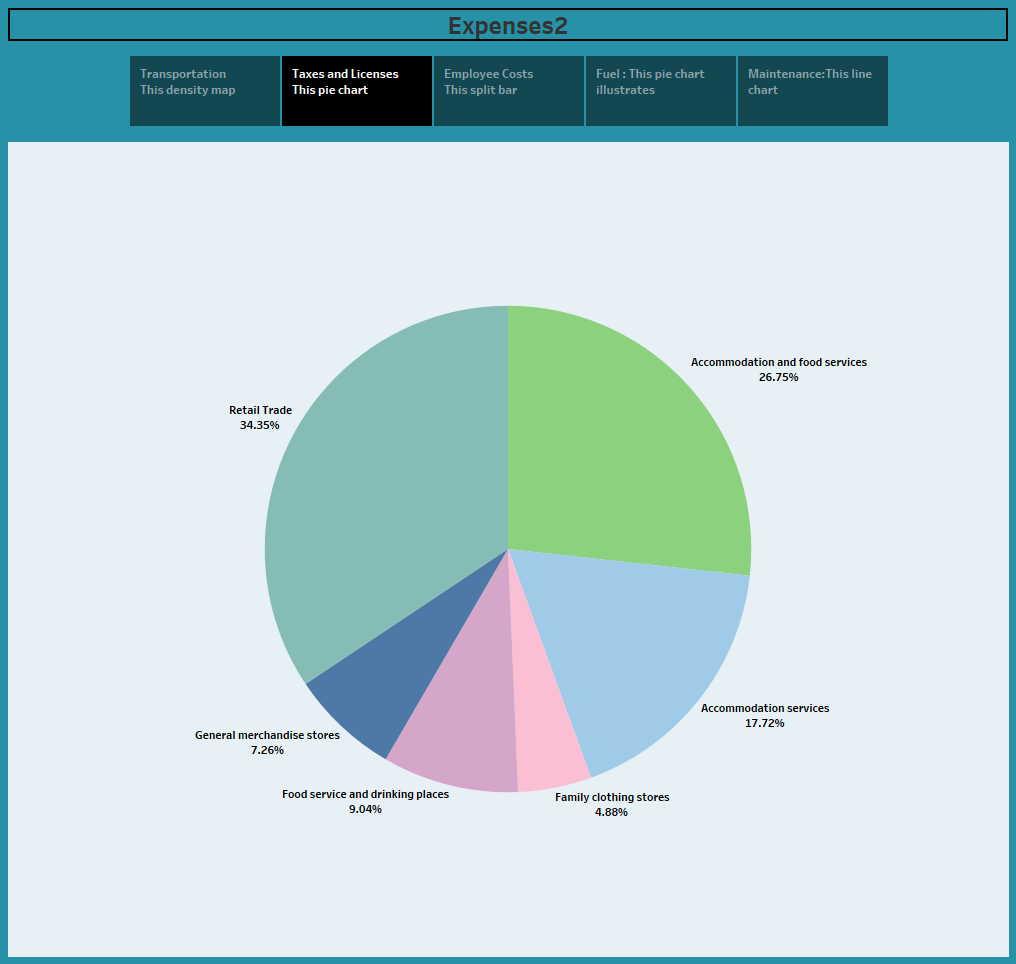 Expenses2
Transportation
This density map
Taxes and Licenses
This pie chart
Employee Costs
This split bar
Fuel : This pie chart
illustrates
Maintenance:This line
chart
Accommodation and food services
26.75%
Retail Trade
34.35%
Accommodation services
17.72%
General merchandise stores
7.26%
Food service and drinking places
9.04%
Family clothing stores
4.88%